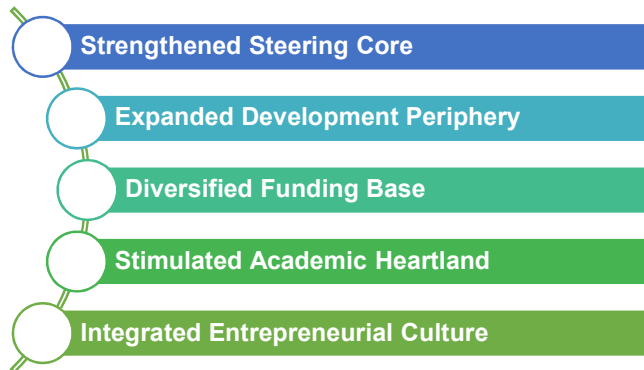 Strengthened Steering Core
Expanded Development Periphery
Diversified Funding Base
Stimulated Academic Heartland
Integrated Entrepreneurial Culture